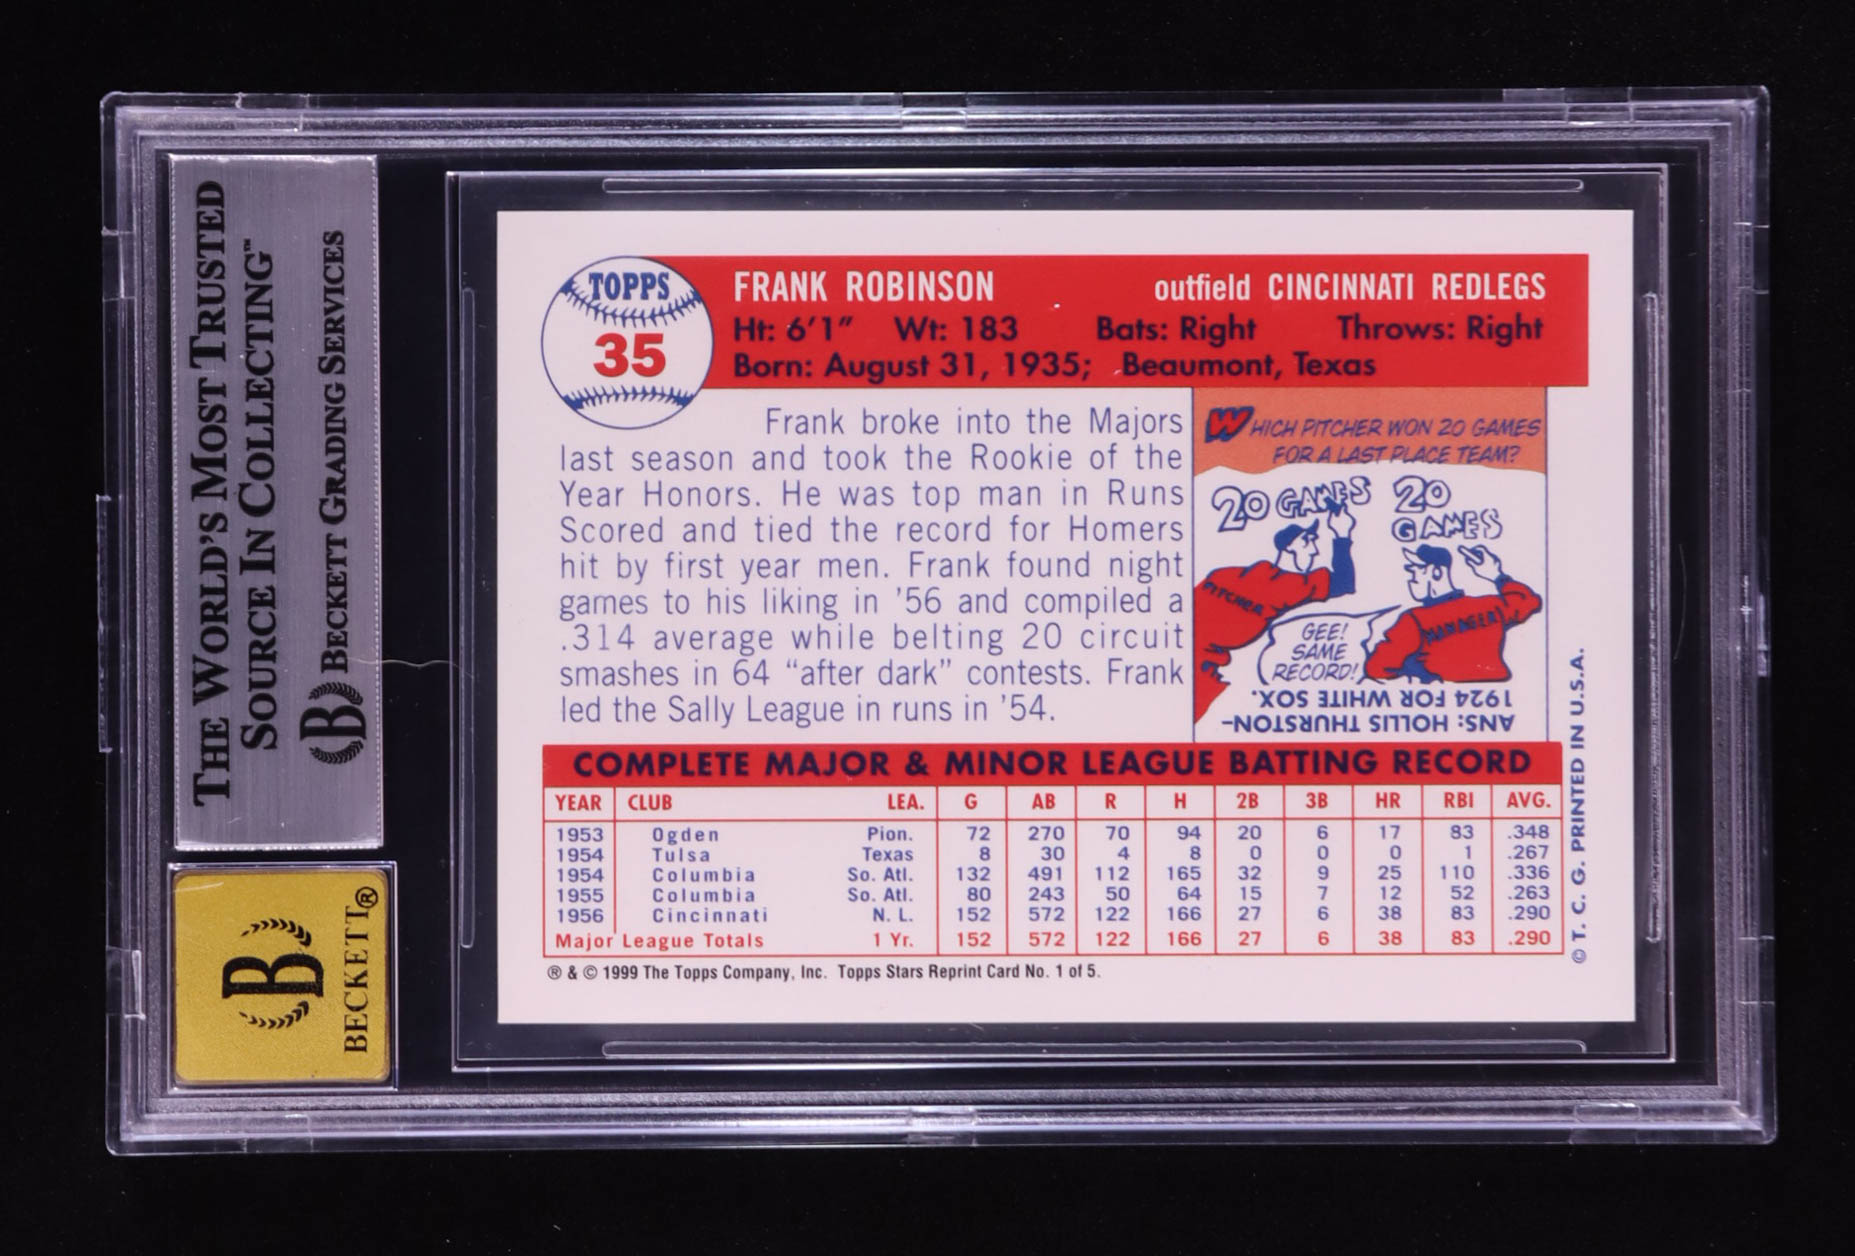 THE WORLD'S MOST TRUSTED
SOURCE IN COLLECTING™
B BECKETT GRADING SERVICES
B
BECKETT®
TOPPS
35
FRANK ROBINSON outfield CINCINNATI REDLEGS
Ht: 6'1" Wt: 183 Bats: Right Throws: Right
Born: August 31, 1935; Beaumont, Texas
Frank broke into the Majors
last season and took the Rookie of the
Year Honors. He was top man in Runs
Scored and tied the record for Homers
hit by first year men. Frank found night
games to his liking in '56 and compiled a
.314 average while belting 20 circuit
smashes in 64 "after dark" contests. Frank
led the Sally League in runs in '54.
WHICH PITCHER WON 20 GAMES
FOR A LAST PLACE TEAM?
20 GAMES
20
GAMES
PITCHER
MANAGER
GEE!
SAME
RECORD!
ANS: HOLLIS THURSTON-
1924 FOR WHITE SOX.
COMPLETE MAJOR & MINOR LEAGUE BATTING RECORD
YEAR CLUB LEA. G AB R H 2B 3B HR RBI AVG.
1953 Ogden Pion. 72 270 70 94 20 6 17 83 .348
1954 Tulsa Texas 8 30 4 8 0 0 0 1 .267
1954 Columbia So. Atl. 132 491 112 165 32 9 25 110 .336
1955 Columbia So. Atl. 80 243 50 64 15 7 12 52 .263
1956 Cincinnati N. L. 152 572 122 166 27 6 38 83 .290
Major League Totals 1 Yr. 152 572 122 166 27 6 38 83 .290
® & © 1999 The Topps Company, Inc. Topps Stars Reprint Card No. 1 of 5.
© T. C. G. PRINTED IN U.S.A.